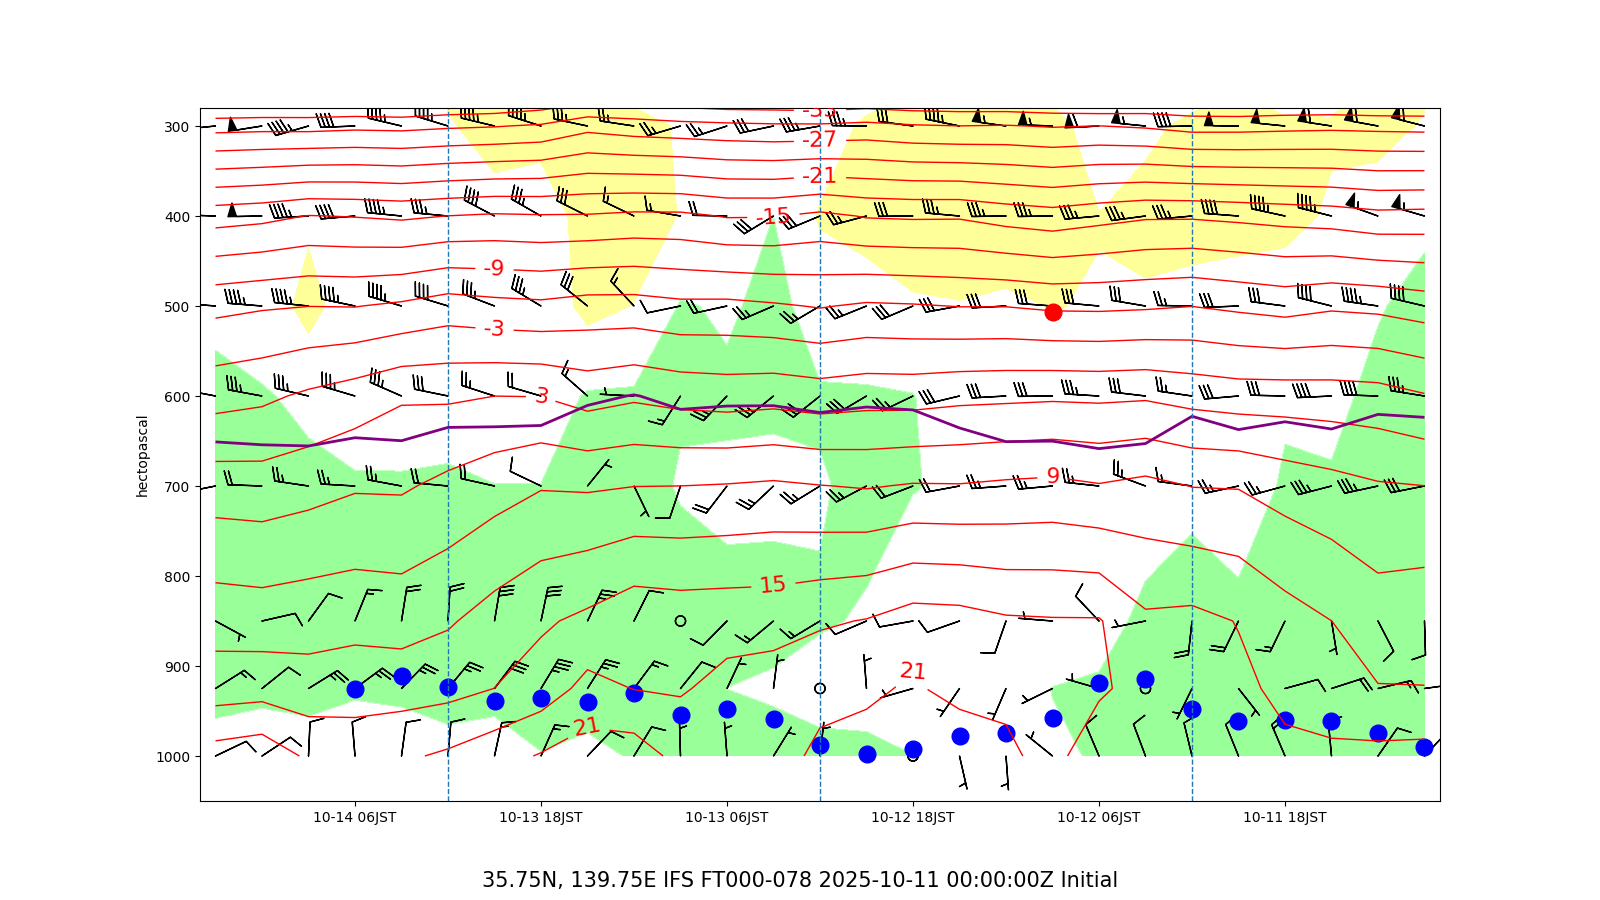 -33
300
-27
-21
400
-15
-9
500
-3
600
3
hectopascal
700
9
800
15
900
21
21
1000
10-14 06JST
10-13 18JST
10-13 06JST
10-12 18JST
10-12 06JST
10-11 18JST
35.75N, 139.75E IFS FT000-078 2025-10-11 00:00:00Z Initial